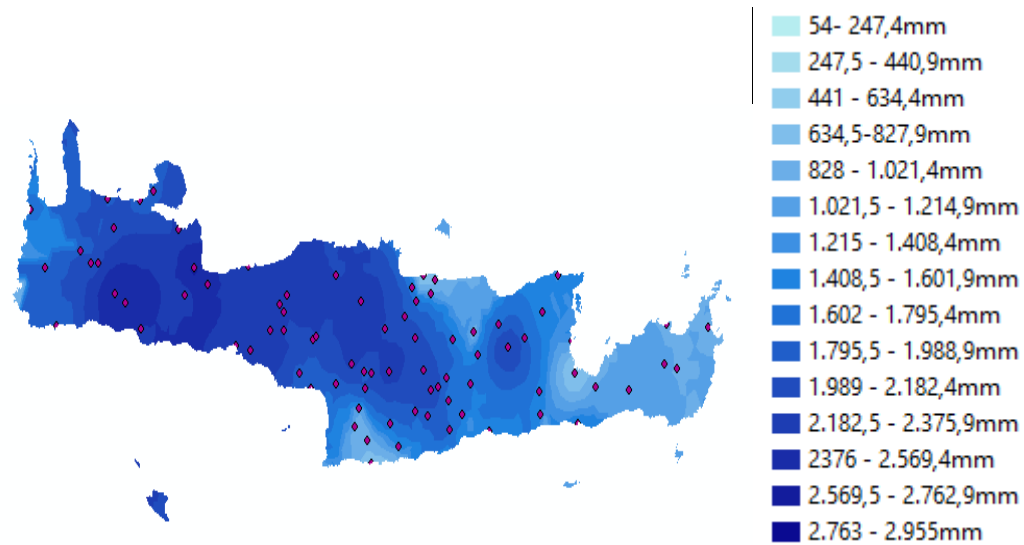 54- 247,4mm
247,5 - 440,9mm
441 - 634,4mm
634,5-827,9mm
828 - 1.021,4mm
1.021,5 - 1.214,9mm
1.215 - 1.408,4mm
1.408,5 - 1.601,9mm
1.602 - 1.795,4mm
1.795,5 - 1.988,9mm
1.989 - 2.182,4mm
2.182,5 - 2.375,9mm
2376 - 2.569,4mm
2.569,5 - 2.762,9mm
2.763 - 2.955mm